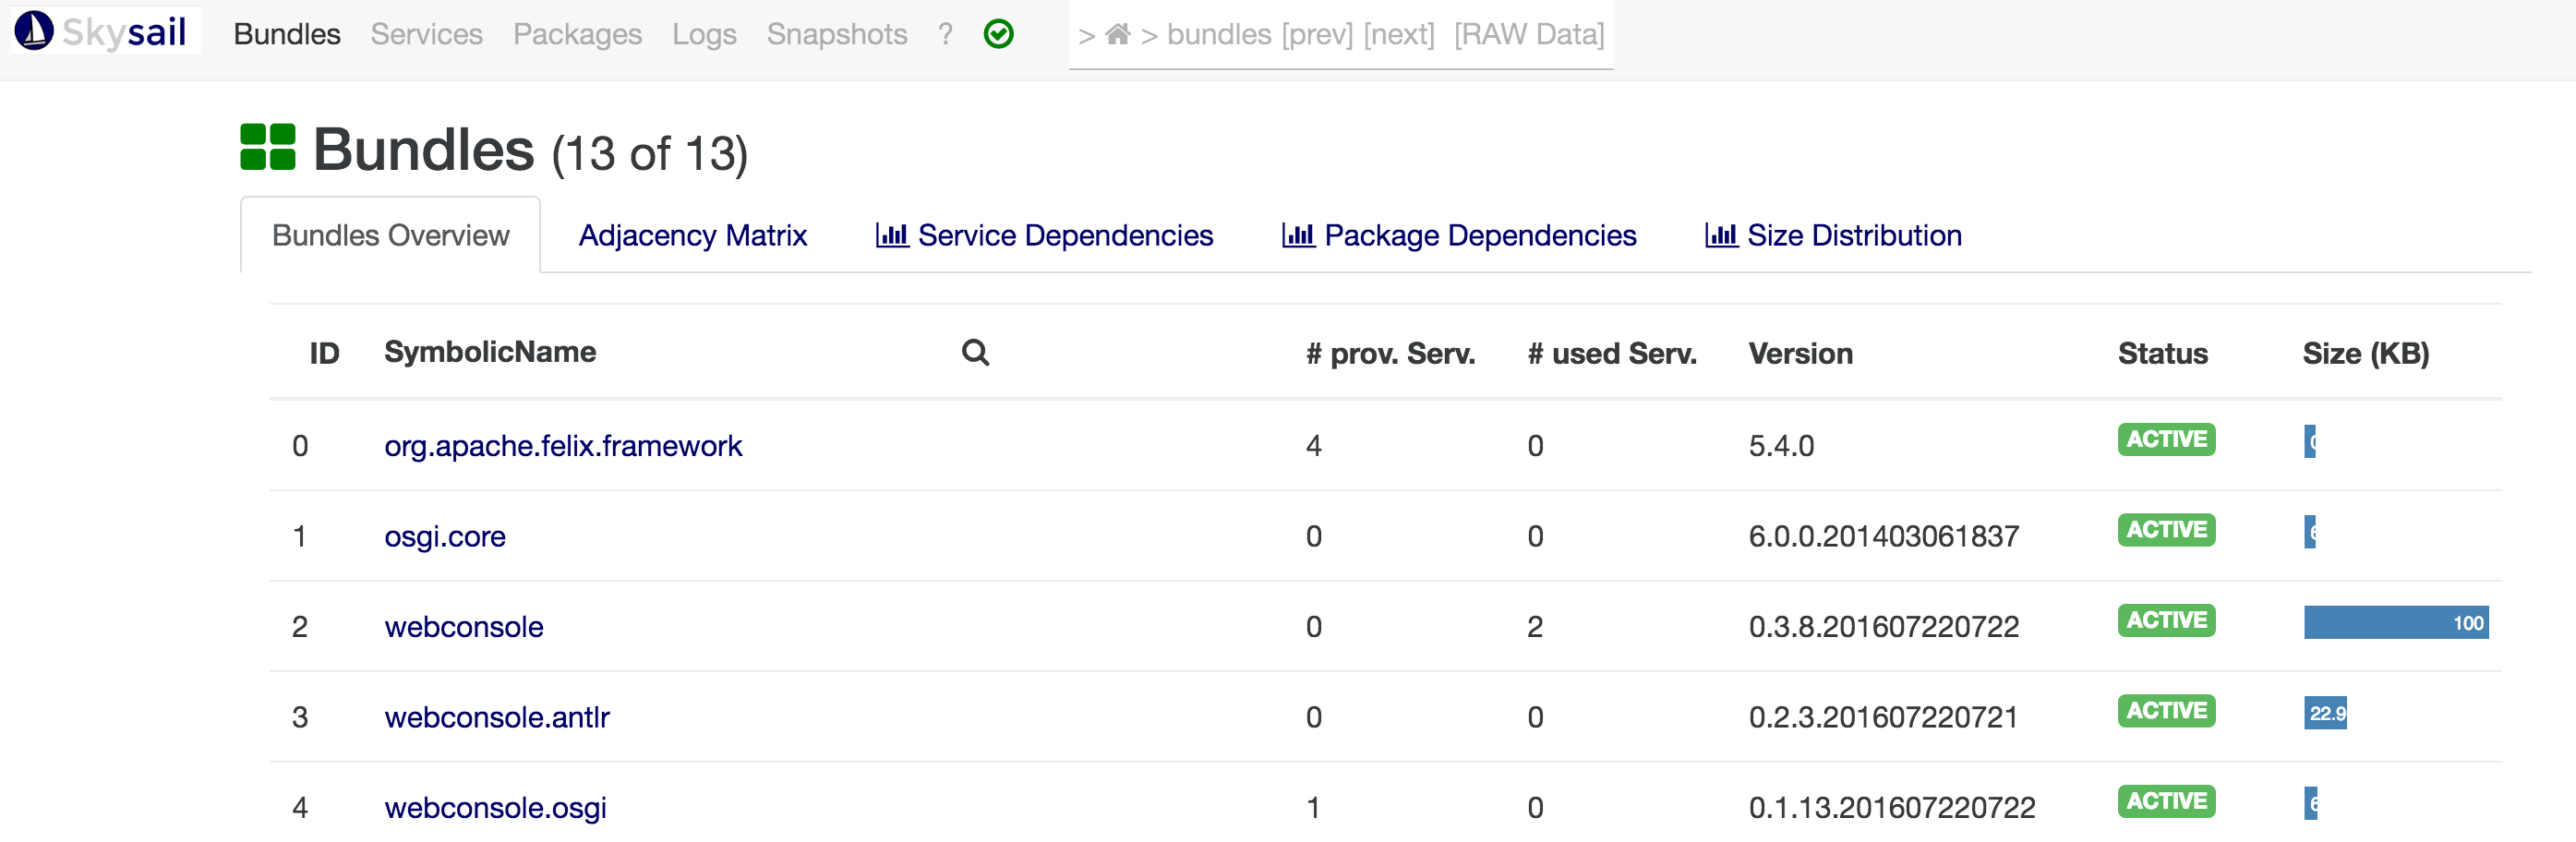 Skysail Bundles Services Packages Logs Snapshots ? > > bundles [prev] [next] [RAW Data]
Bundles (13 of 13)
Bundles Overview Adjacency Matrix Service Dependencies Package Dependencies Size Distribution
ID SymbolicName # prov. Serv. # used Serv. Version Status Size (KB)
0 org.apache.felix.framework 4 0 5.4.0 ACTIVE
1 osgi.core 0 0 6.0.0.201403061837 ACTIVE
2 webconsole 0 2 0.3.8.201607220722 ACTIVE 100
3 webconsole.antlr 0 0 0.2.3.201607220721 ACTIVE 22.9
4 webconsole.osgi 1 0 0.1.13.201607220722 ACTIVE